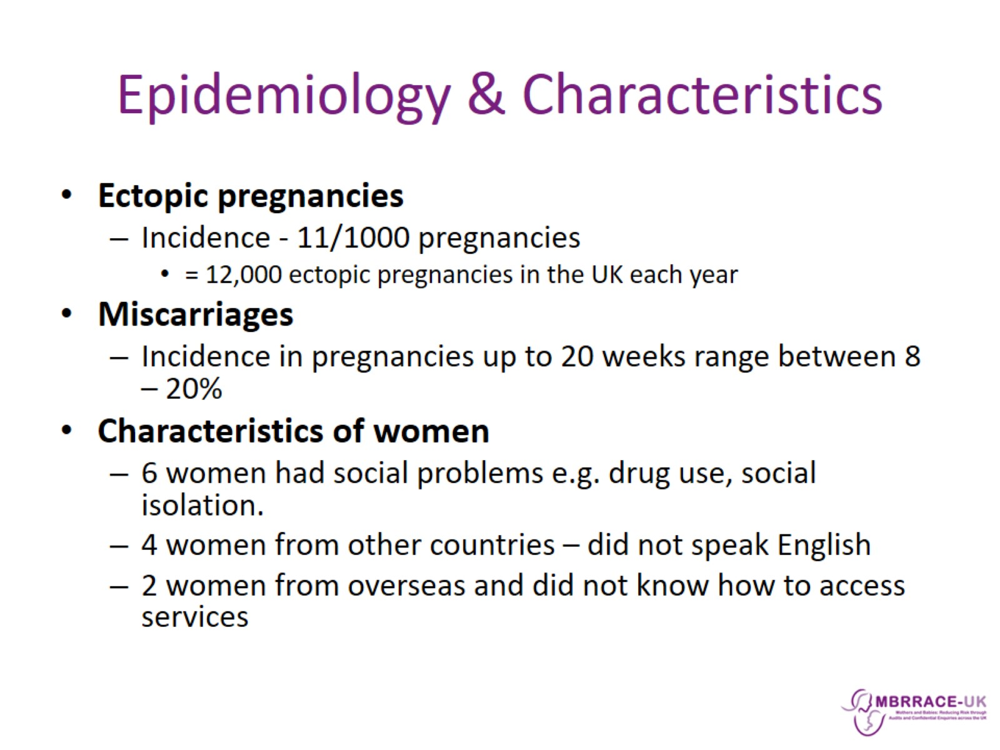 Epidemiology & Characteristics
• Ectopic pregnancies
– Incidence - 11/1000 pregnancies
• = 12,000 ectopic pregnancies in the UK each year
• Miscarriages
– Incidence in pregnancies up to 20 weeks range between 8
– 20%
• Characteristics of women
– 6 women had social problems e.g. drug use, social
isolation.
– 4 women from other countries – did not speak English
– 2 women from overseas and did not know how to access
services
MBRRACE-UK
Mothers and Babies: Reducing Risk through
Audits and Confidential Enquiries across the UK